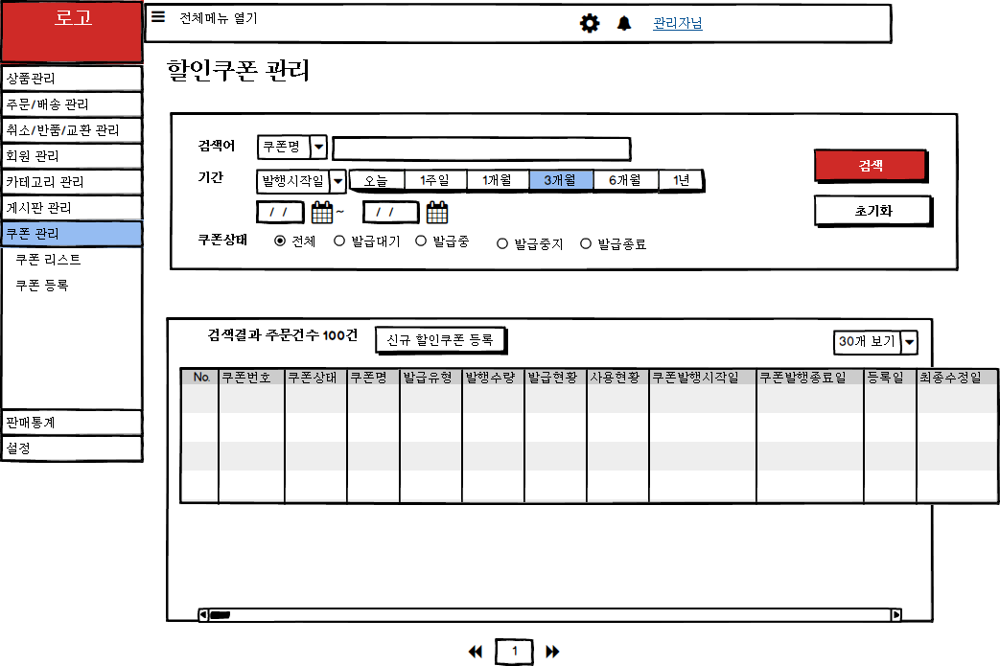 로고
전체메뉴 열기
관리자님
할인쿠폰 관리
상품관리
주문/배송 관리
취소/반품/교환 관리
회원 관리
카테고리 관리
게시판 관리
쿠폰 관리
쿠폰 리스트
쿠폰 등록
판매통계
설정
검색어 쿠폰명
기간 발행시작일 오늘 1주일 1개월 3개월 6개월 1년
/ / ~ / /
쿠폰상태 전체 발급대기 발급중 발급중지 발급종료
검색
초기화
검색결과 주문건수 100건 신규 할인쿠폰 등록 30개 보기
No. 쿠폰번호 쿠폰상태 쿠폰명 발급유형 발행수량 발급현황 사용현황 쿠폰발행시작일 쿠폰발행종료일 등록일 최종수정일
1